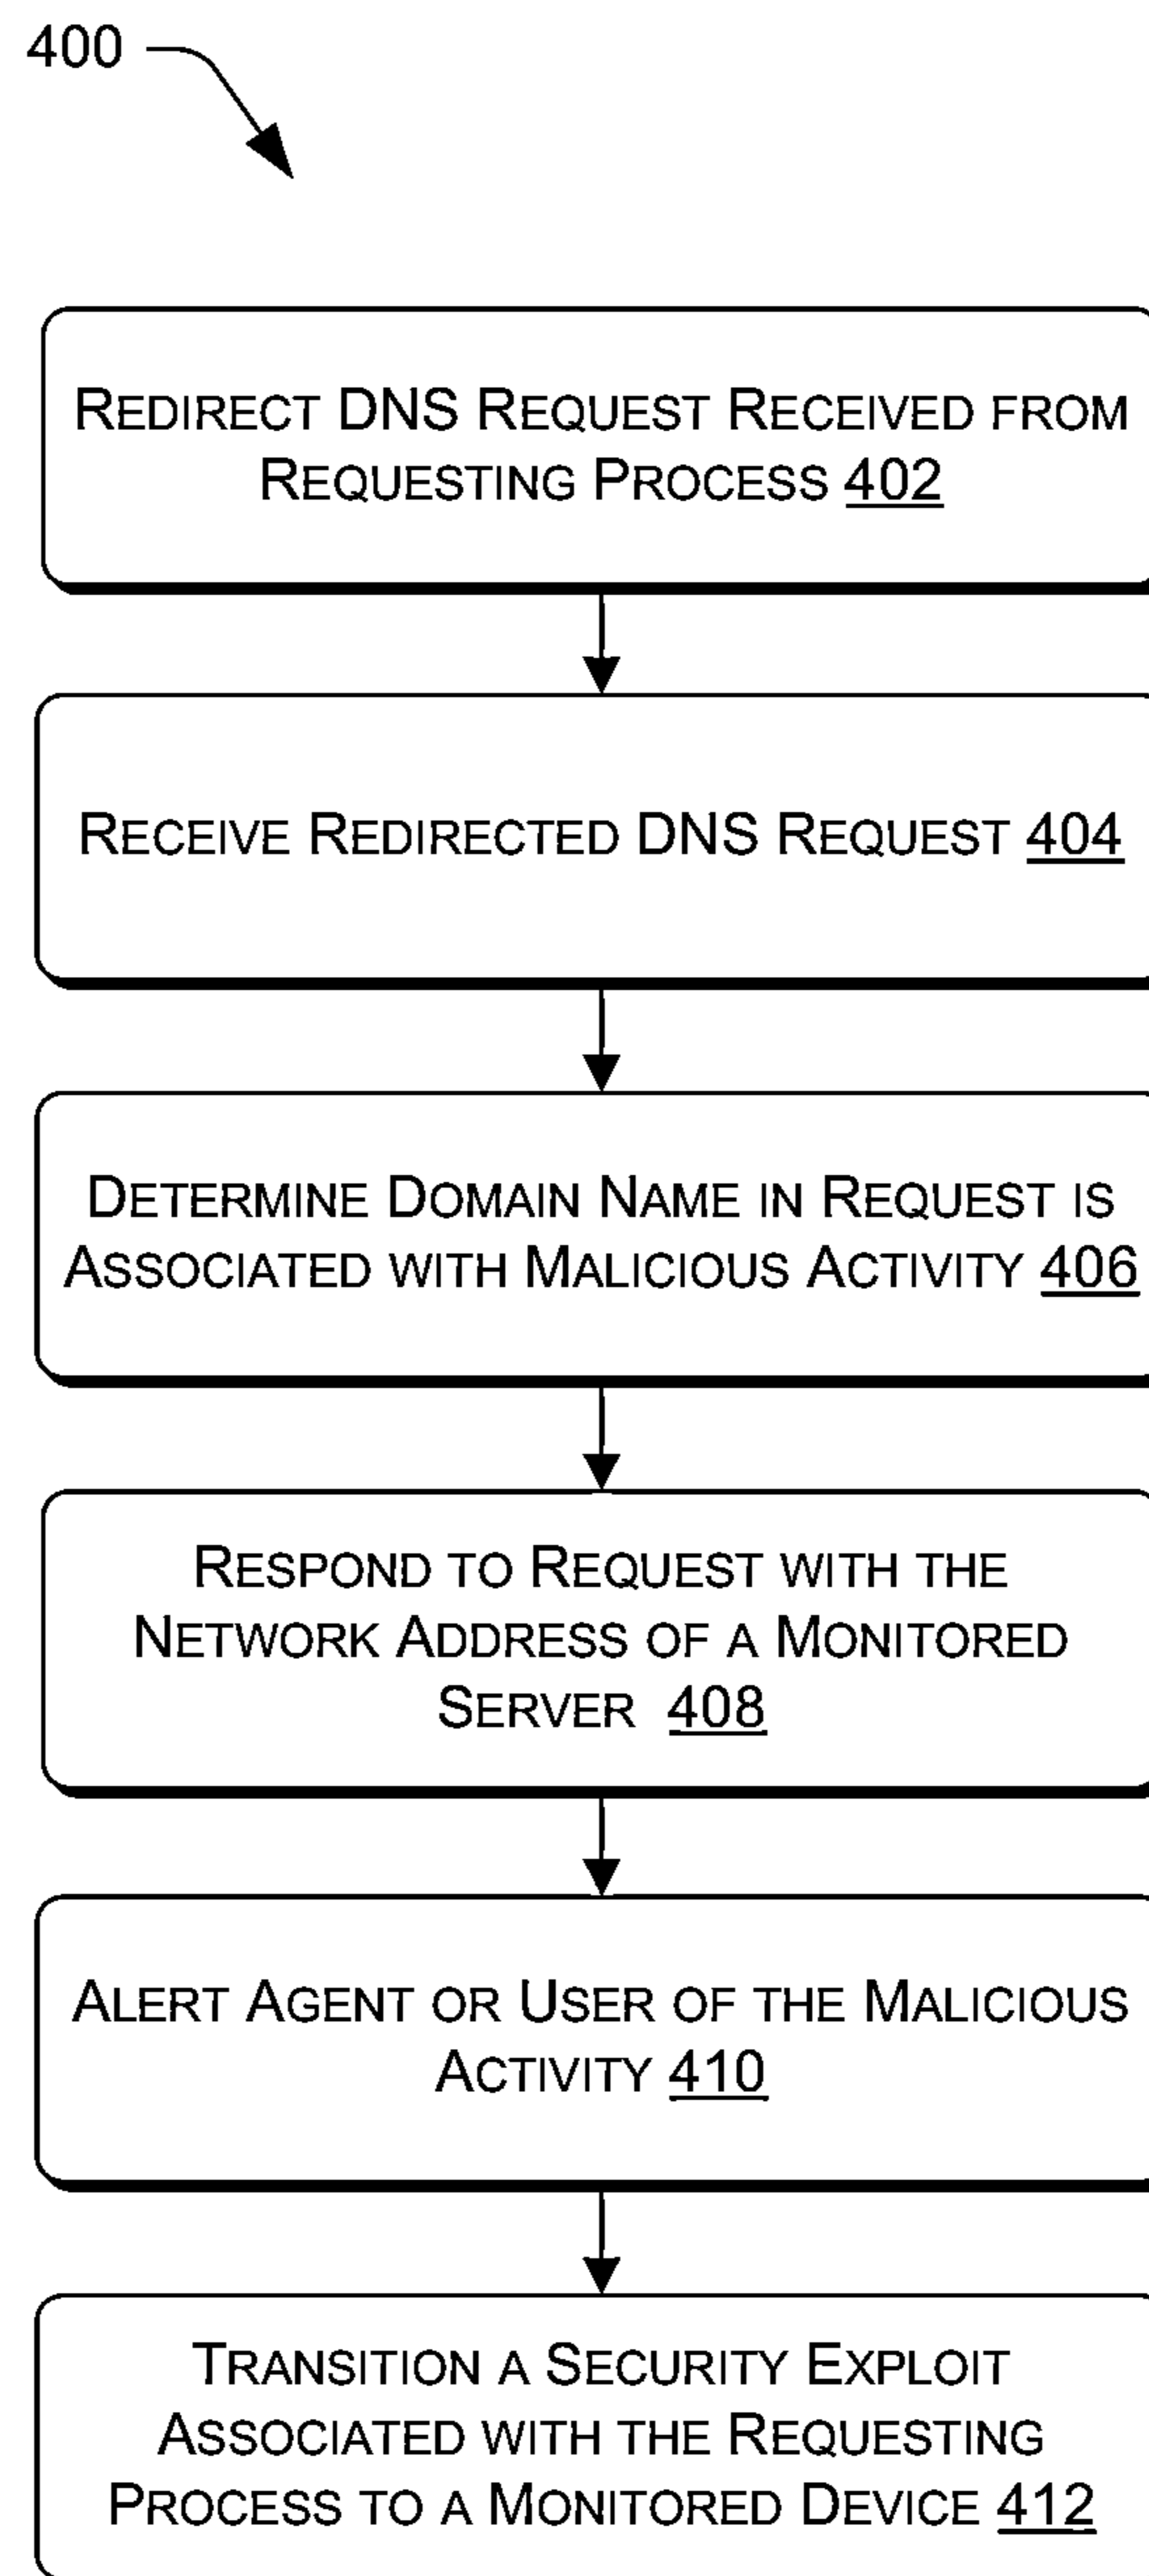 400
REDIRECT DNS REQUEST RECEIVED FROM
REQUESTING PROCESS 402
RECEIVE REDIRECTED DNS REQUEST 404
DETERMINE DOMAIN NAME IN REQUEST IS
ASSOCIATED WITH MALICIOUS ACTIVITY 406
RESPOND TO REQUEST WITH THE
NETWORK ADDRESS OF A MONITORED
SERVER 408
ALERT AGENT OR USER OF THE MALICIOUS
ACTIVITY 410
TRANSITION A SECURITY EXPLOIT
ASSOCIATED WITH THE REQUESTING
PROCESS TO A MONITORED DEVICE 412